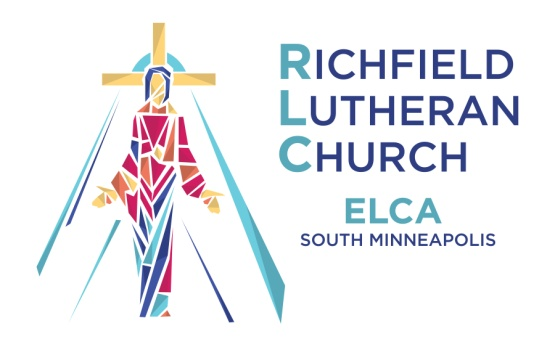 RICHFIELD
LUTHERAN
CHURCH
ELCA
SOUTH MINNEAPOLIS